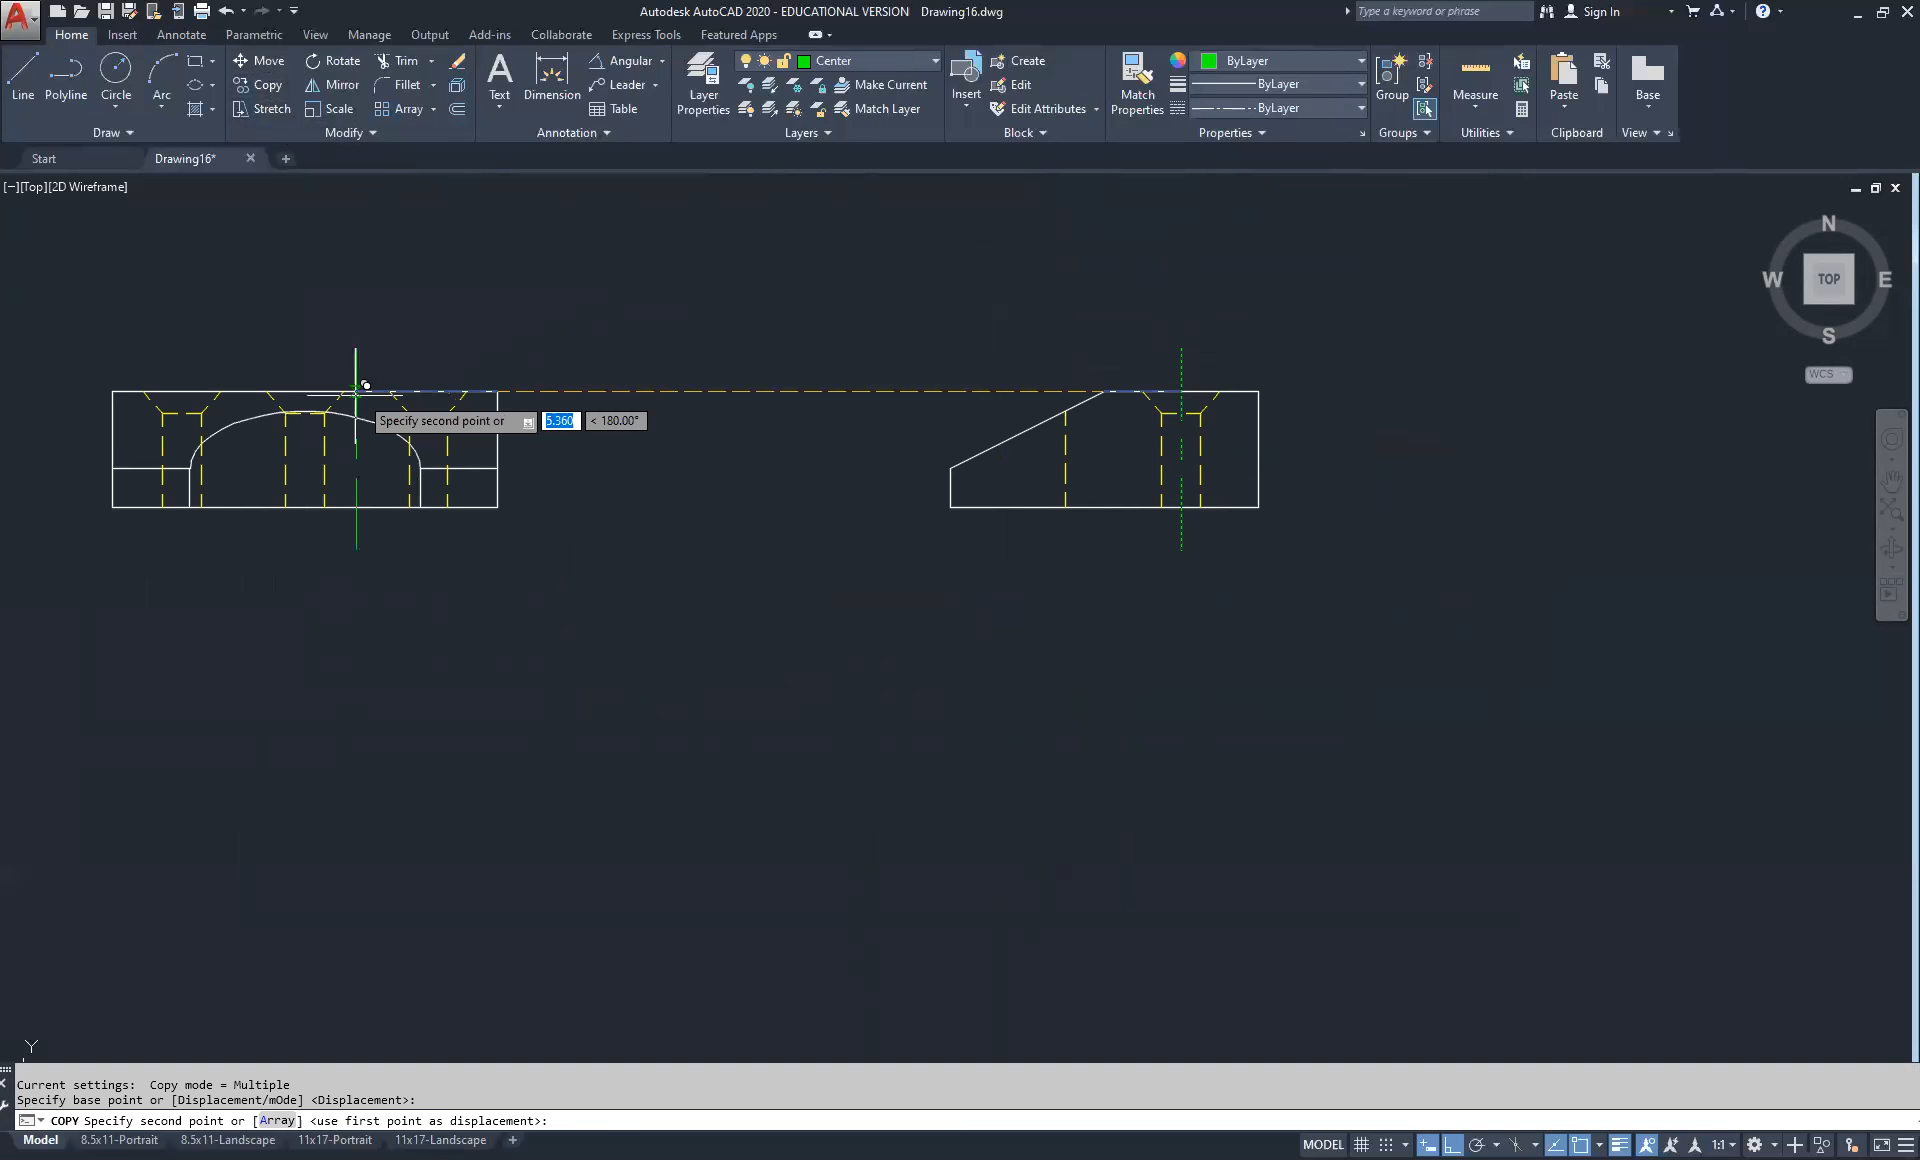 Autodesk AutoCAD 2020 - EDUCATIONAL VERSION Drawing16.dwg
Type a keyword or phrase
Sign In
Home Insert Annotate Parametric View Manage Output Add-ins Collaborate Express Tools Featured Apps
Line Polyline Circle Arc
Move Rotate Trim
Copy Mirror Fillet
Stretch Scale Array
Text Dimension
Angular
Leader
Table
Layer Properties
Center
Make Current
Match Layer
Insert
Create
Edit
Edit Attributes
Match Properties
ByLayer
ByLayer
ByLayer
Group Measure Paste Base
Draw Modify Annotation Layers Block Properties Groups Utilities Clipboard View
Start Drawing16*
[−][Top][2D Wireframe]
N
W TOP E
S
WCS
Specify second point or 5.360 < 180.00°
Y
Current settings: Copy mode = Multiple
Specify base point or [Displacement/mOde] <Displacement>:
COPY Specify second point or [Array] <use first point as displacement>:
Model 8.5x11-Portrait 8.5x11-Landscape 11x17-Portrait 11x17-Landscape +
MODEL 1:1